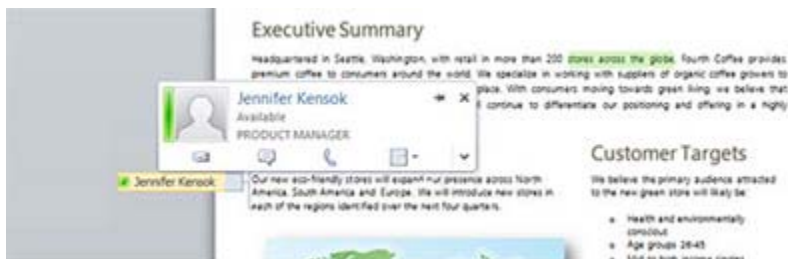 Executive Summary
Headquartered in Seattle, Washington, with retail in more than 200 stores across the globe, Fourth Coffee provides
premium coffee to consumers around the world. We specialize in working with suppliers of organic coffee growers to
place. With consumers moving towards green living we believe that
continue to differentiate our positioning and offering in a highly
Jennifer Kensok
Available
PRODUCT MANAGER
Jennifer Kensok
Our new eco-friendly stores will expand our presence across North
America, South America and Europe. We will introduce new stores in
each of the regions identified over the next four quarters.
Customer Targets
We believe the primary audience attracted
to the new green store will likely be:
Health and environmentally
conscious
Age groups 26-45